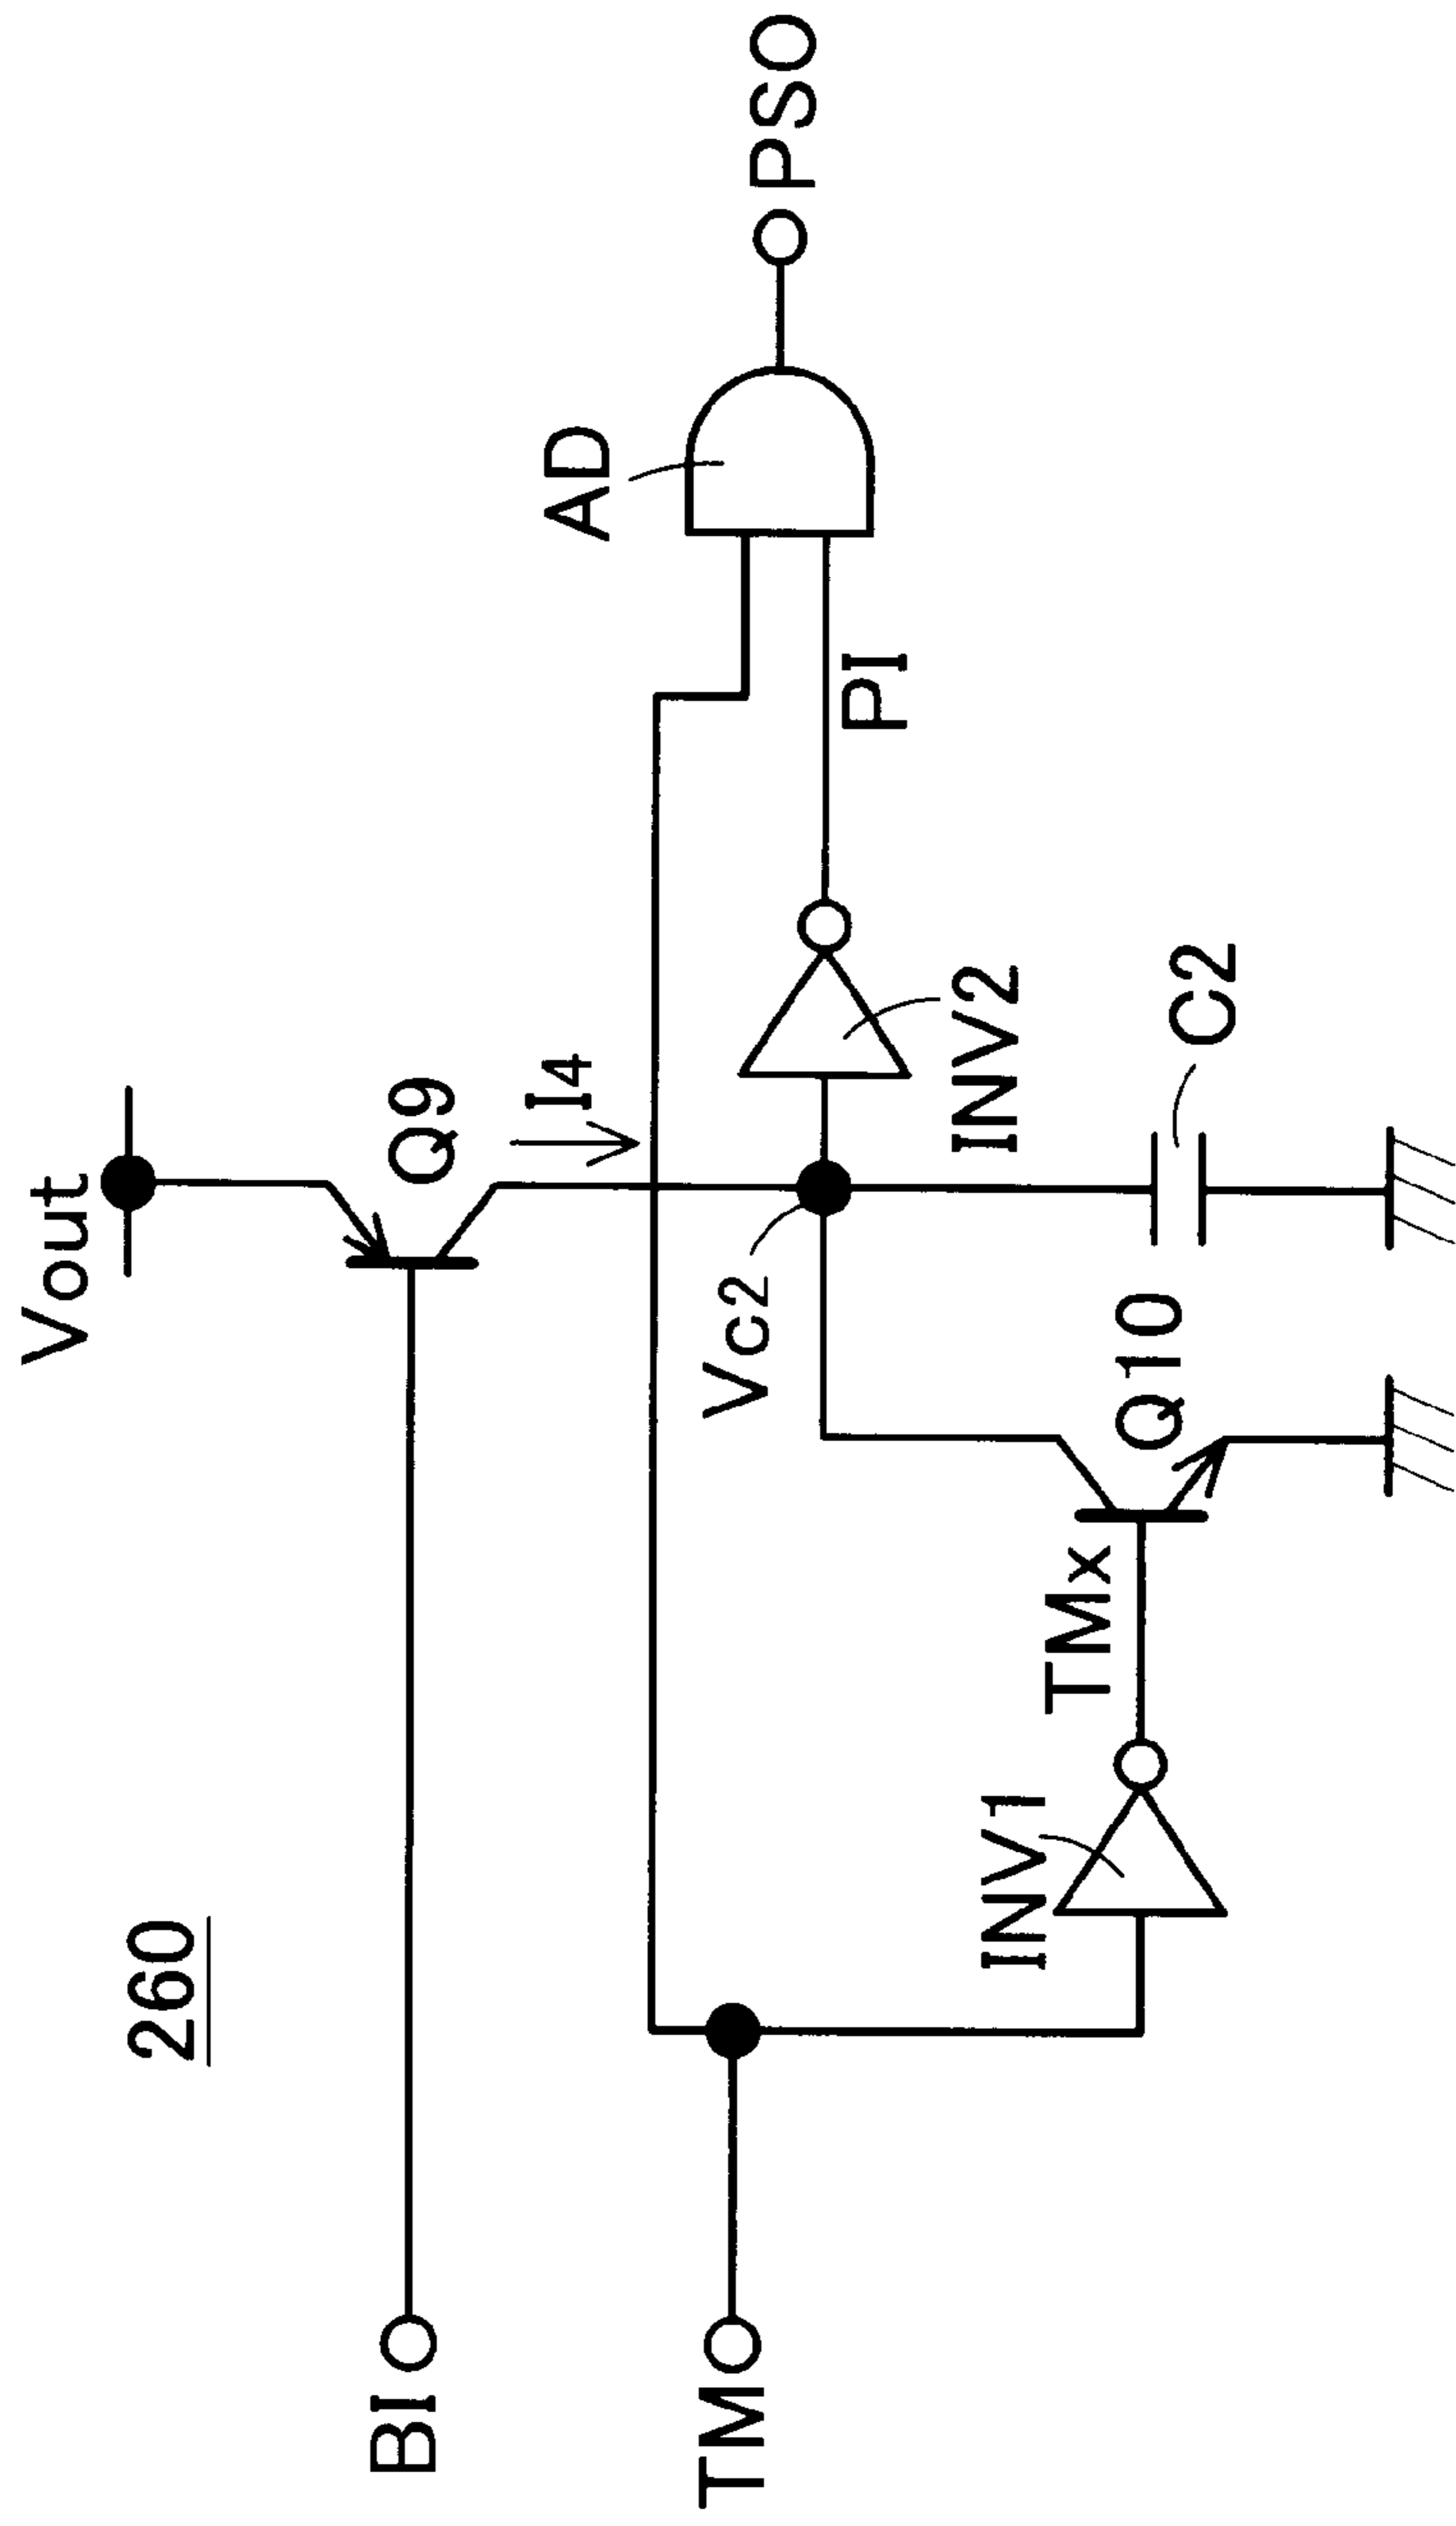 260
Vout
BI
Q9
I4
AD
PSO
TM
Vc2
PI
INV1
TMx
Q10
INV2
C2